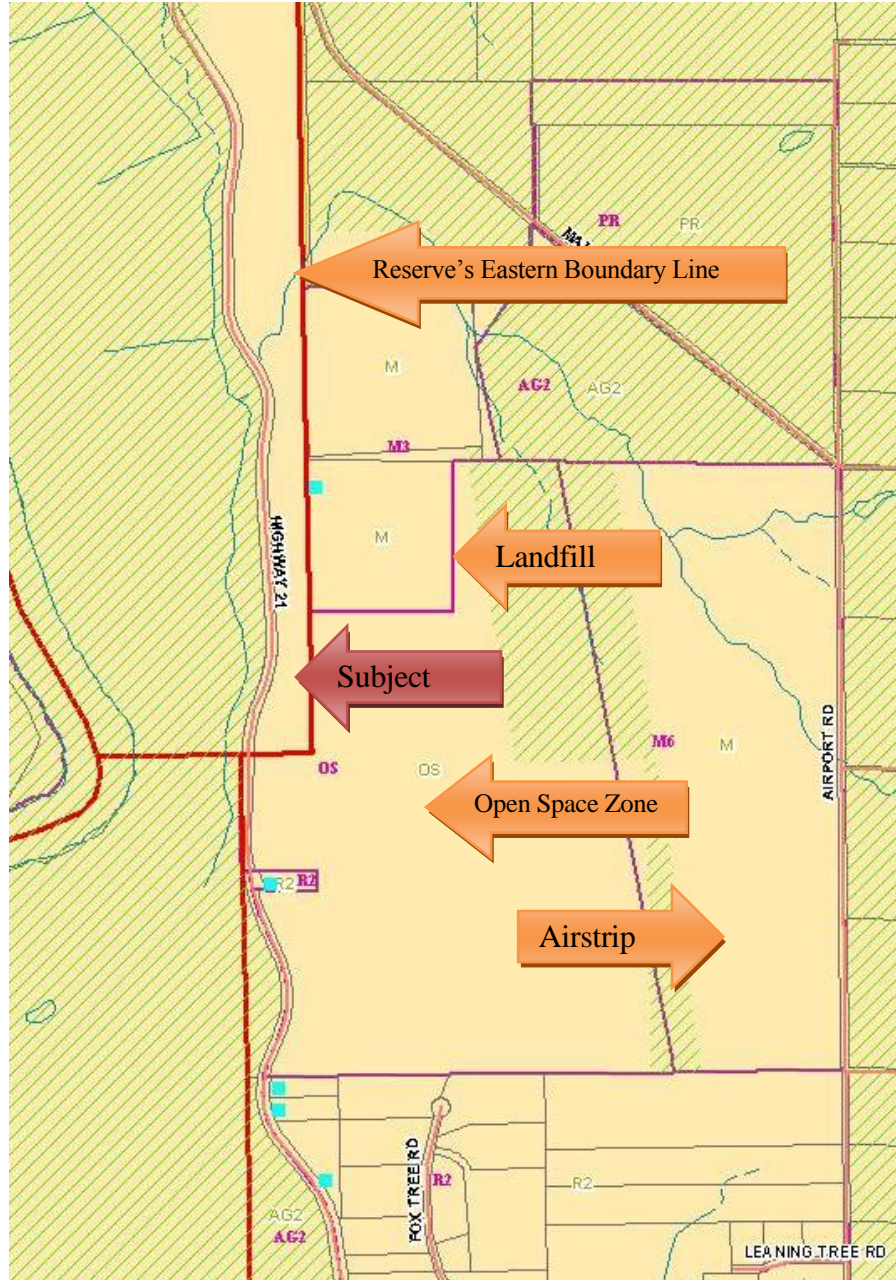 PR
PR
Reserve's Eastern Boundary Line
M
AG2
AG2
M3
HIGHWAY 21
M
Landfill
Subject
M6
M
AIRPORT RD
OS
OS
Open Space Zone
R2
R2
Airstrip
FOX TREE RD
R2
R2
AG2
AG2
LEANING TREE RD